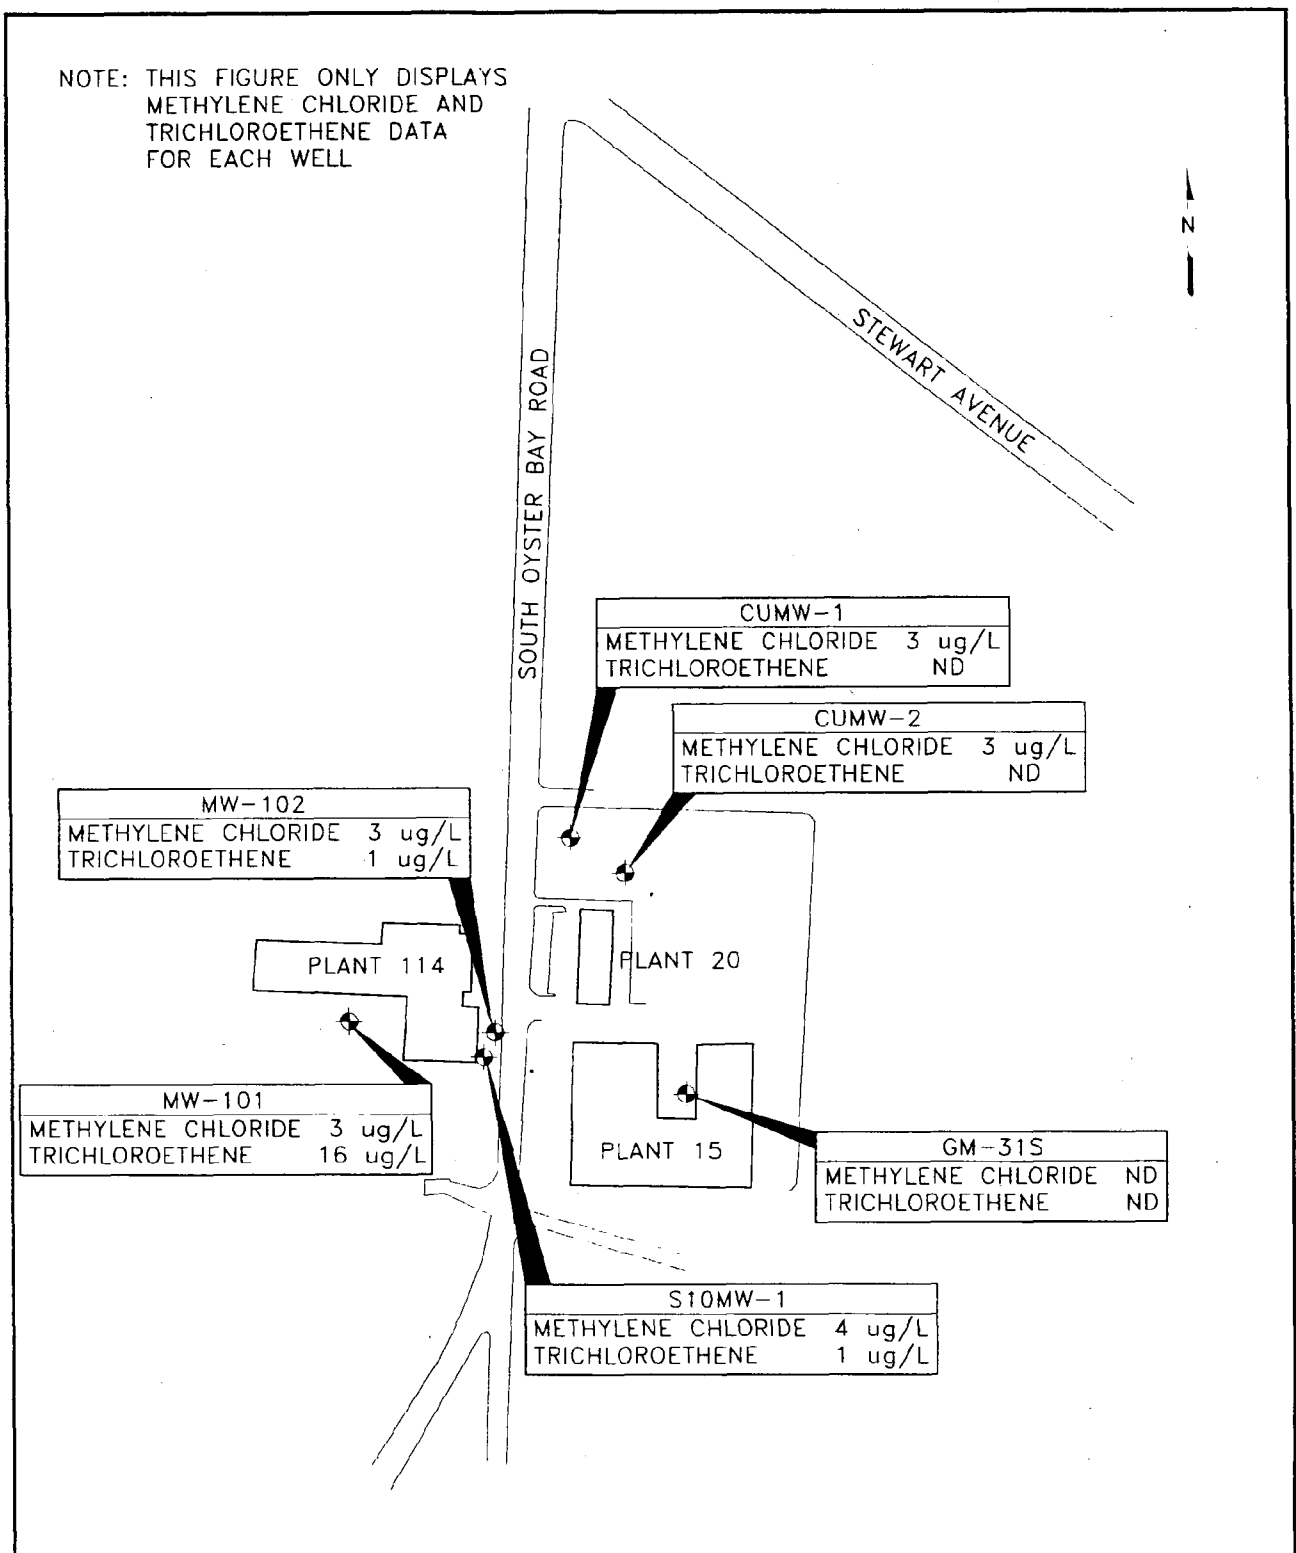 NOTE: THIS FIGURE ONLY DISPLAYS
METHYLENE CHLORIDE AND
TRICHLOROETHENE DATA
FOR EACH WELL
N
STEWART AVENUE
SOUTH OYSTER BAY ROAD
CUMW-1
METHYLENE CHLORIDE 3 ug/L
TRICHLOROETHENE ND
CUMW-2
METHYLENE CHLORIDE 3 ug/L
TRICHLOROETHENE ND
MW-102
METHYLENE CHLORIDE 3 ug/L
TRICHLOROETHENE 1 ug/L
PLANT 114
PLANT 20
MW-101
METHYLENE CHLORIDE 3 ug/L
TRICHLOROETHENE 16 ug/L
PLANT 15
GM-31S
METHYLENE CHLORIDE ND
TRICHLOROETHENE ND
S10MW-1
METHYLENE CHLORIDE 4 ug/L
TRICHLOROETHENE 1 ug/L